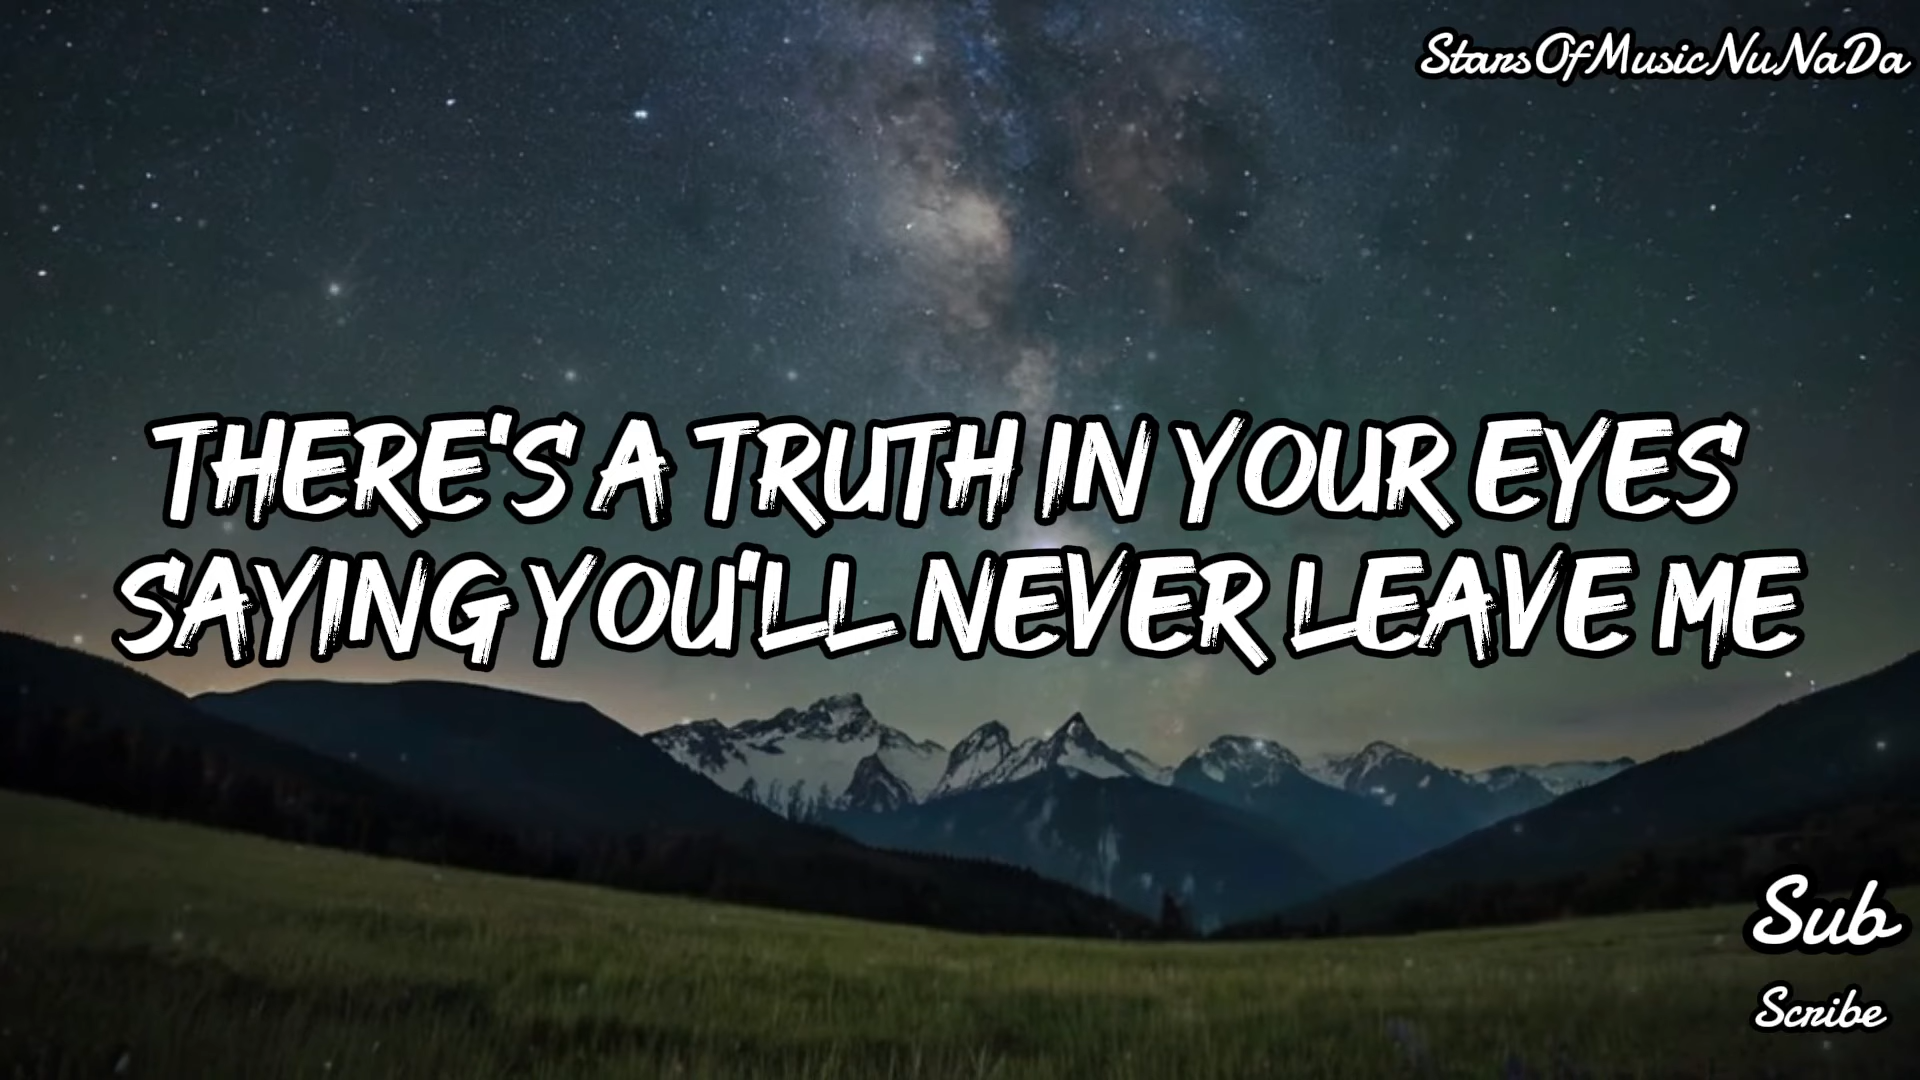 StarsOfMusicNuNaDa
THERE'S A TRUTH IN YOUR EYES
SAYING YOU'LL NEVER LEAVE ME
Sub
Scribe